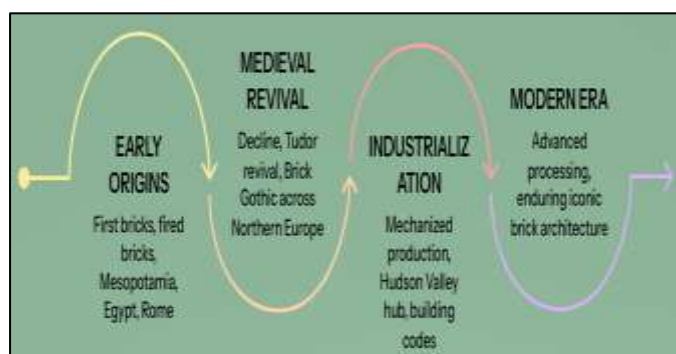 EARLY
ORIGINS
First bricks, fired
bricks,
Mesopotamia,
Egypt, Rome
MEDIEVAL
REVIVAL
Decline, Tudor
revival, Brick
Gothic across
Northern Europe
INDUSTRIALIZ
ATION
Mechanized
production,
Hudson Valley
hub, building
codes
MODERN ERA
Advanced
processing,
enduring iconic
brick architecture